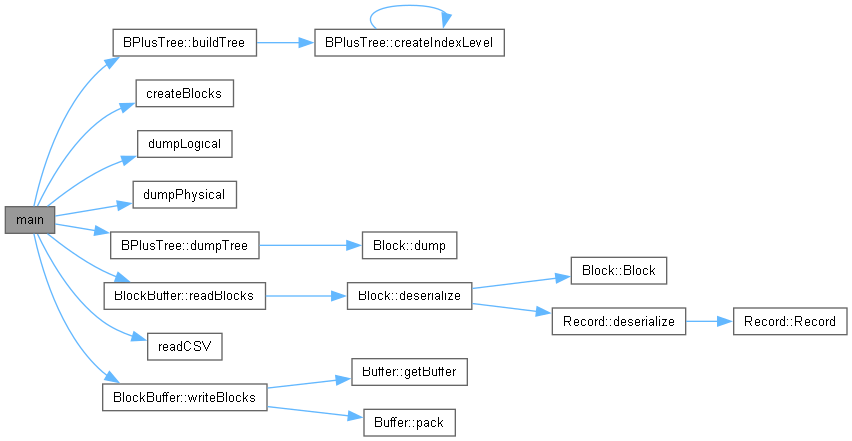 main
BPlusTree::buildTree
BPlusTree::createIndexLevel
createBlocks
dumpLogical
dumpPhysical
BPlusTree::dumpTree
Block::dump
BlockBuffer::readBlocks
Block::deserialize
Block::Block
Record::deserialize
Record::Record
readCSV
BlockBuffer::writeBlocks
Buffer::getBuffer
Buffer::pack